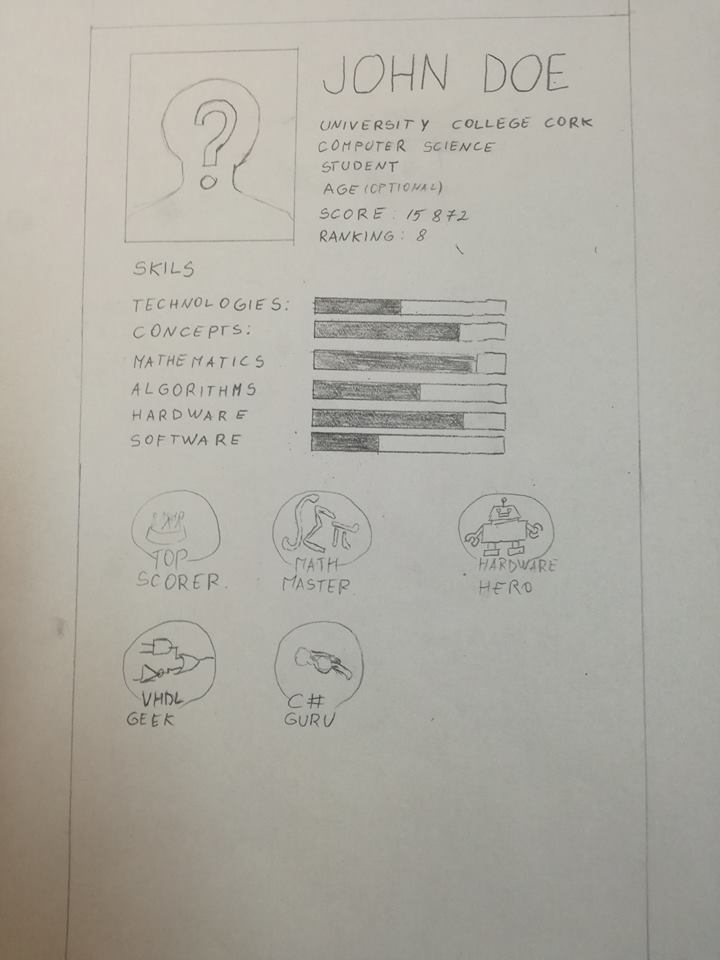 ?
JOHN DOE
UNIVERSITY COLLEGE CORK
COMPUTER SCIENCE
STUDENT
AGE (OPTIONAL)
SCORE: 15 872
RANKING: 8
SKILS
TECHNOLOGIES:
CONCEPTS:
MATHEMATICS
ALGORITHMS
HARDWARE
SOFTWARE
TOP
SCORER.
MATH
MASTER
HARDWARE
HERO
VHDL
GEEK
C#
GURU